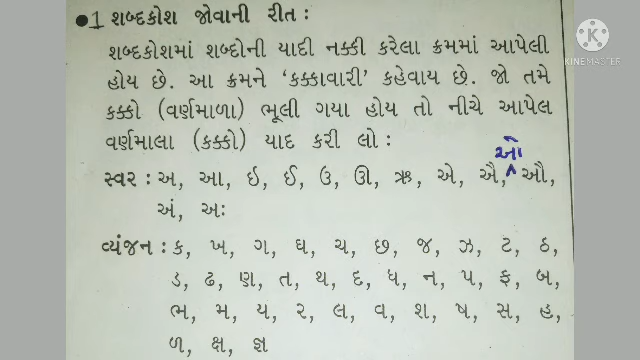 ●1 શબ્દકોશ જોવાની રીત :
શબ્દકોશમાં શબ્દોની યાદી નક્કી કરેલા ક્રમમાં આપેલી
હોય છે. આ ક્રમને ‘કક્કાવારી’ કહેવાય છે. જો તમે
કક્કો (વર્ણમાળા) ભૂલી ગયા હોય તો નીચે આપેલ
વર્ણમાલા (કક્કો) યાદ કરી લો :
સ્વર : અ, આ, ઇ, ઈ, ઉ, ઊ, ઋ, એ, ઐ, ઓ ઔ,
અં, અઃ
વ્યંજન : ક, ખ, ગ, ઘ, ચ, છ, જ, ઝ, ટ, ઠ,
ડ, ઢ, ણ, ત, થ, દ, ધ, ન, પ, ફ, બ,
ભ, મ, ય, ર, લ, વ, શ, ષ, સ, હ,
ળ, ક્ષ, જ્ઞ
KINEMASTER